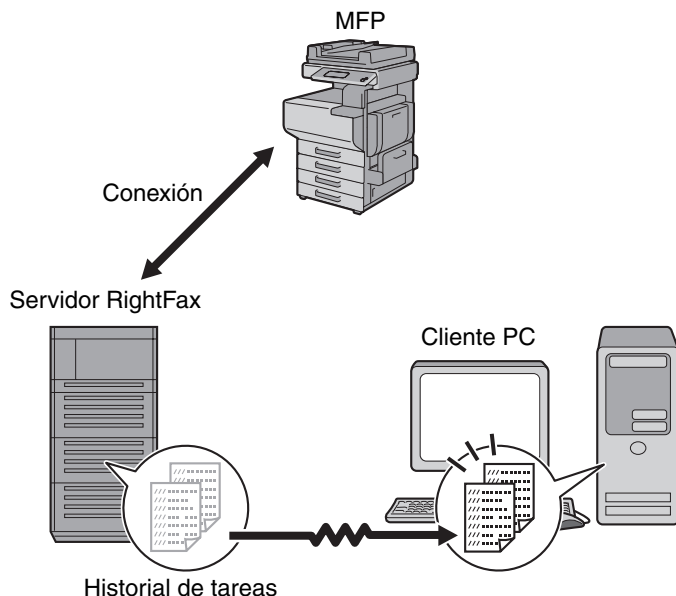 MFP
Conexión
Servidor RightFax
Cliente PC
Historial de tareas